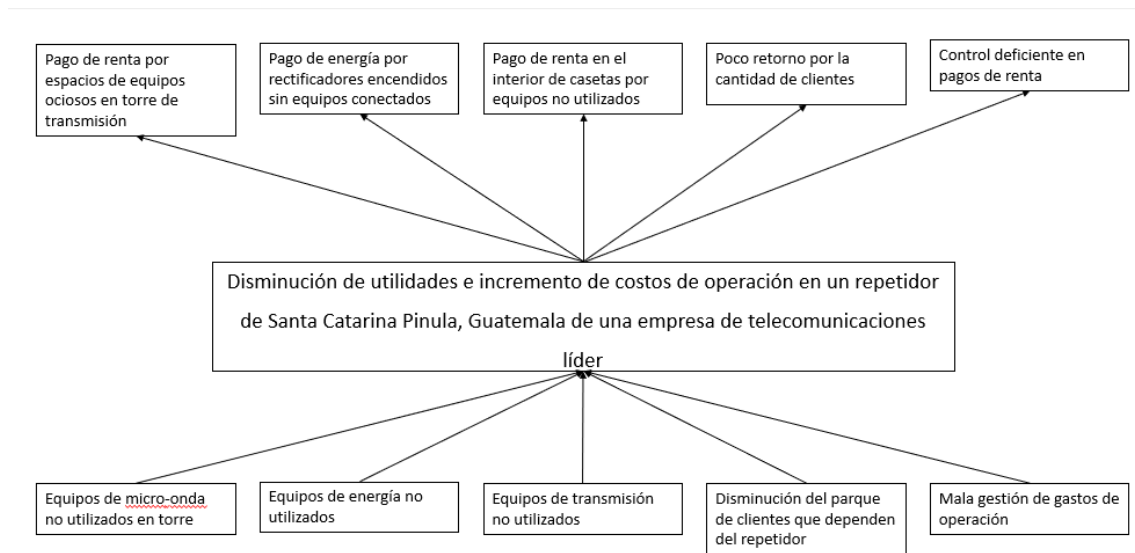 Pago de renta por
espacios de equipos
ociosos en torre de
transmisión
Pago de energía por
rectificadores encendidos
sin equipos conectados
Pago de renta en el
interior de casetas por
equipos no utilizados
Poco retorno por la
cantidad de clientes
Control deficiente en
pagos de renta
Disminución de utilidades e incremento de costos de operación en un repetidor
de Santa Catarina Pinula, Guatemala de una empresa de telecomunicaciones
líder
Equipos de micro-onda
no utilizados en torre
Equipos de energía no
utilizados
Equipos de transmisión
no utilizados
Disminución del parque
de clientes que dependen
del repetidor
Mala gestión de gastos de
operación